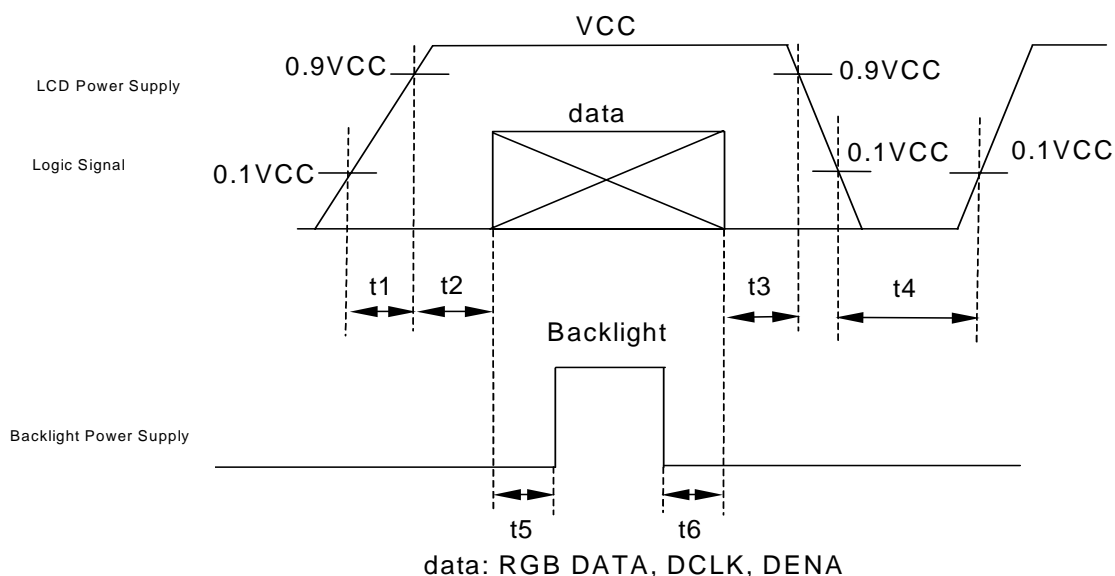 VCC
0.9VCC
0.9VCC
LCD Power Supply
data
Logic Signal
0.1VCC
0.1VCC
0.1VCC
t1
t2
t3
t4
Backlight
Backlight Power Supply
t5
t6
data: RGB DATA, DCLK, DENA